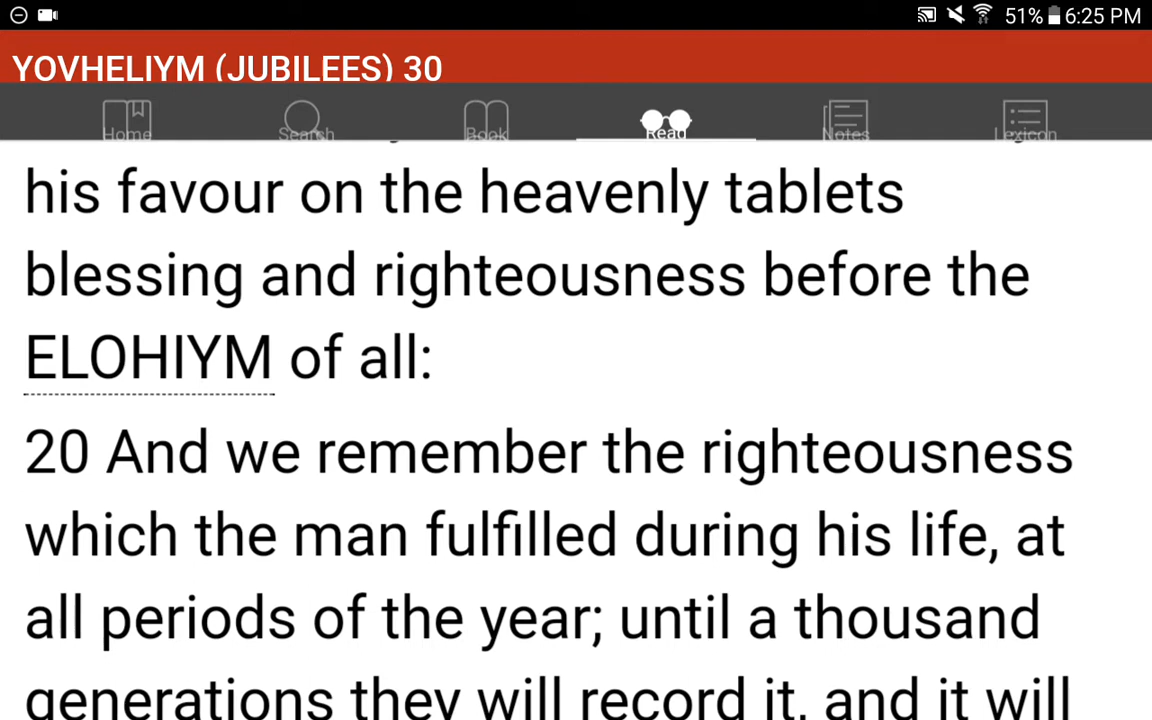 51% 6:25 PM
YOVHELIYM (JUBILEES) 30
Home Search Book Read Notes Lexicon
his favour on the heavenly tablets
blessing and righteousness before the
ELOHIYM of all:
20 And we remember the righteousness
which the man fulfilled during his life, at
all periods of the year; until a thousand
generations they will record it, and it will